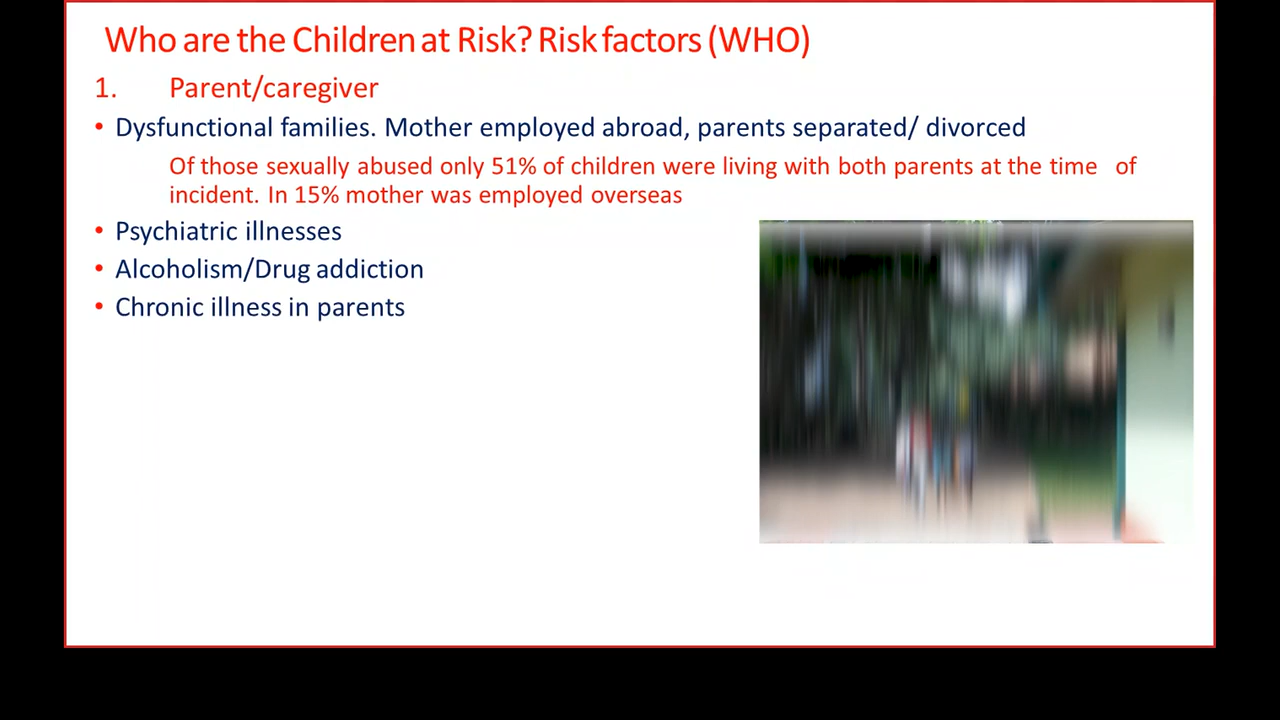 Who are the Children at Risk? Risk factors (WHO)
1. Parent/caregiver
• Dysfunctional families. Mother employed abroad, parents separated/ divorced
Of those sexually abused only 51% of children were living with both parents at the time of
incident. In 15% mother was employed overseas
• Psychiatric illnesses
• Alcoholism/Drug addiction
• Chronic illness in parents